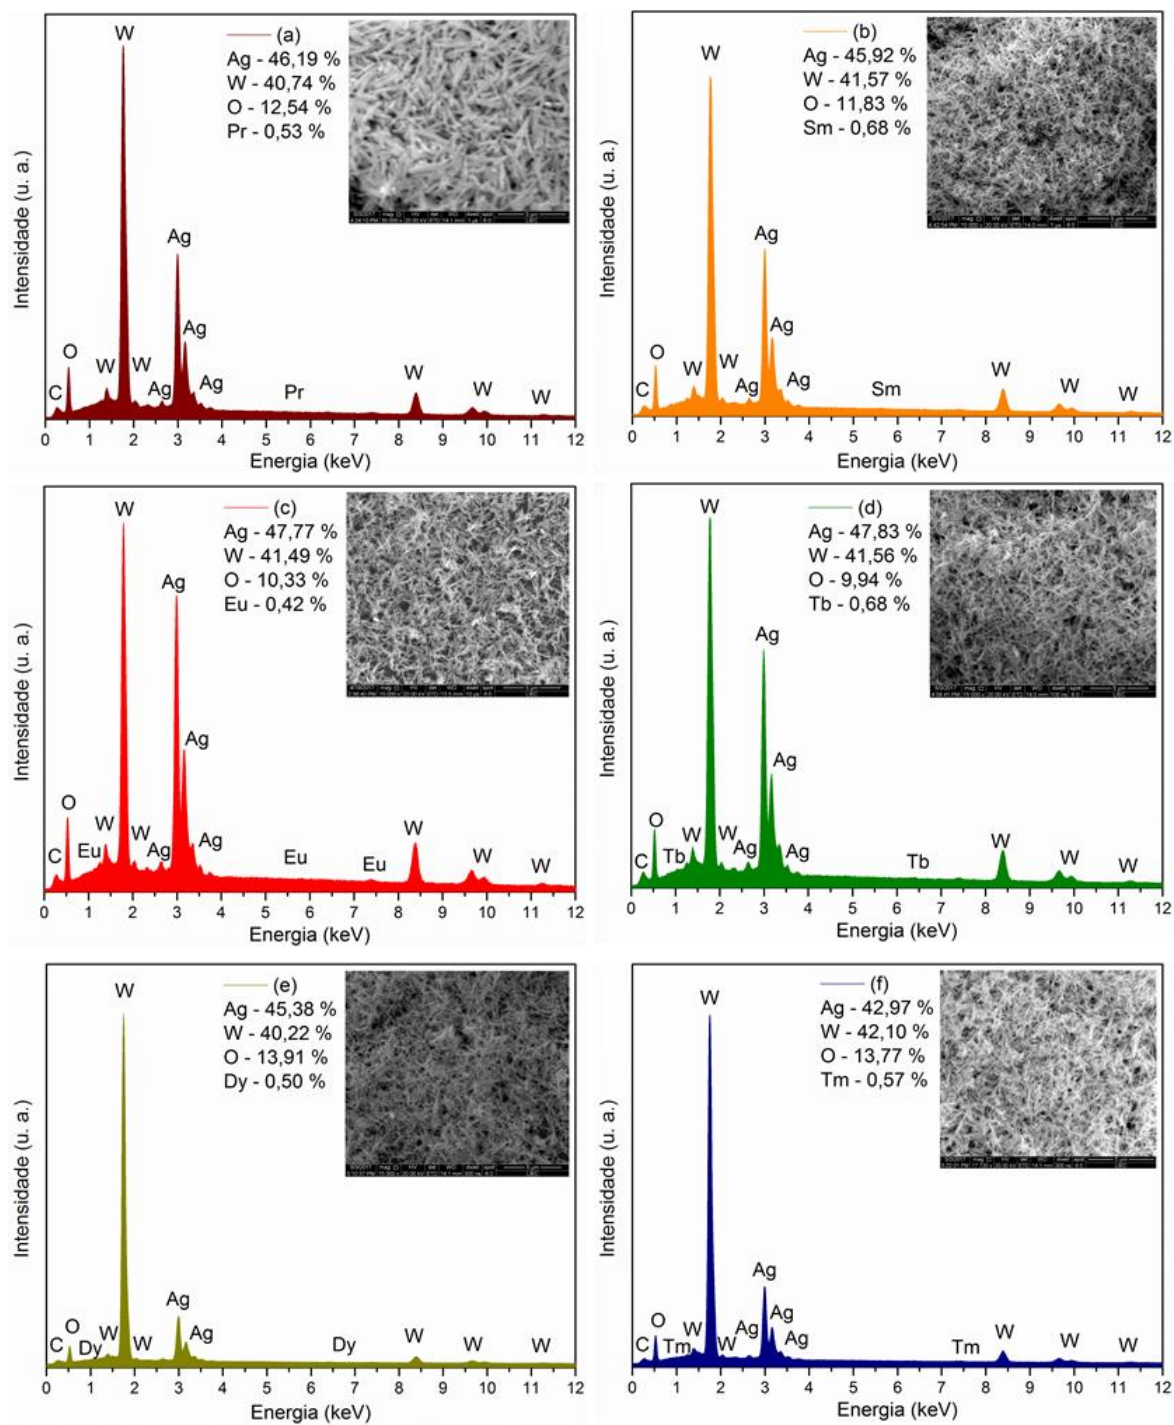 (a)
Ag - 46,19 %
W - 40,74 %
O - 12,54 %
Pr - 0,53 %
W
Ag
Ag
O
C
W
W
Ag
Ag
Pr
W
W
W
Intensidade (u. a.)
0 1 2 3 4 5 6 7 8 9 10 11 12
Energia (keV)
(b)
Ag - 45,92 %
W - 41,57 %
O - 11,83 %
Sm - 0,68 %
W
Ag
Ag
O
C
W
W
Ag
Ag
Sm
W
W
W
Intensidade (u. a.)
0 1 2 3 4 5 6 7 8 9 10 11 12
Energia (keV)
(c)
Ag - 47,77 %
W - 41,49 %
O - 10,33 %
Eu - 0,42 %
W
Ag
Ag
O
C
Eu
W
W
Ag
Ag
Eu
Eu
W
W
W
Intensidade (u. a.)
0 1 2 3 4 5 6 7 8 9 10 11 12
Energia (keV)
(d)
Ag - 47,83 %
W - 41,56 %
O - 9,94 %
Tb - 0,68 %
W
Ag
Ag
O
C
Tb
W
W
Ag
Ag
Tb
W
W
W
Intensidade (u. a.)
0 1 2 3 4 5 6 7 8 9 10 11 12
Energia (keV)
(e)
Ag - 45,38 %
W - 40,22 %
O - 13,91 %
Dy - 0,50 %
W
Ag
Ag
O
C
Dy
W
W
Dy
W
W
W
Intensidade (u. a.)
0 1 2 3 4 5 6 7 8 9 10 11 12
Energia (keV)
(f)
Ag - 42,97 %
W - 42,10 %
O - 13,77 %
Tm - 0,57 %
W
Ag
Ag
O
C
Tm
W
W
Ag
Ag
Tm
W
W
W
Intensidade (u. a.)
0 1 2 3 4 5 6 7 8 9 10 11 12
Energia (keV)